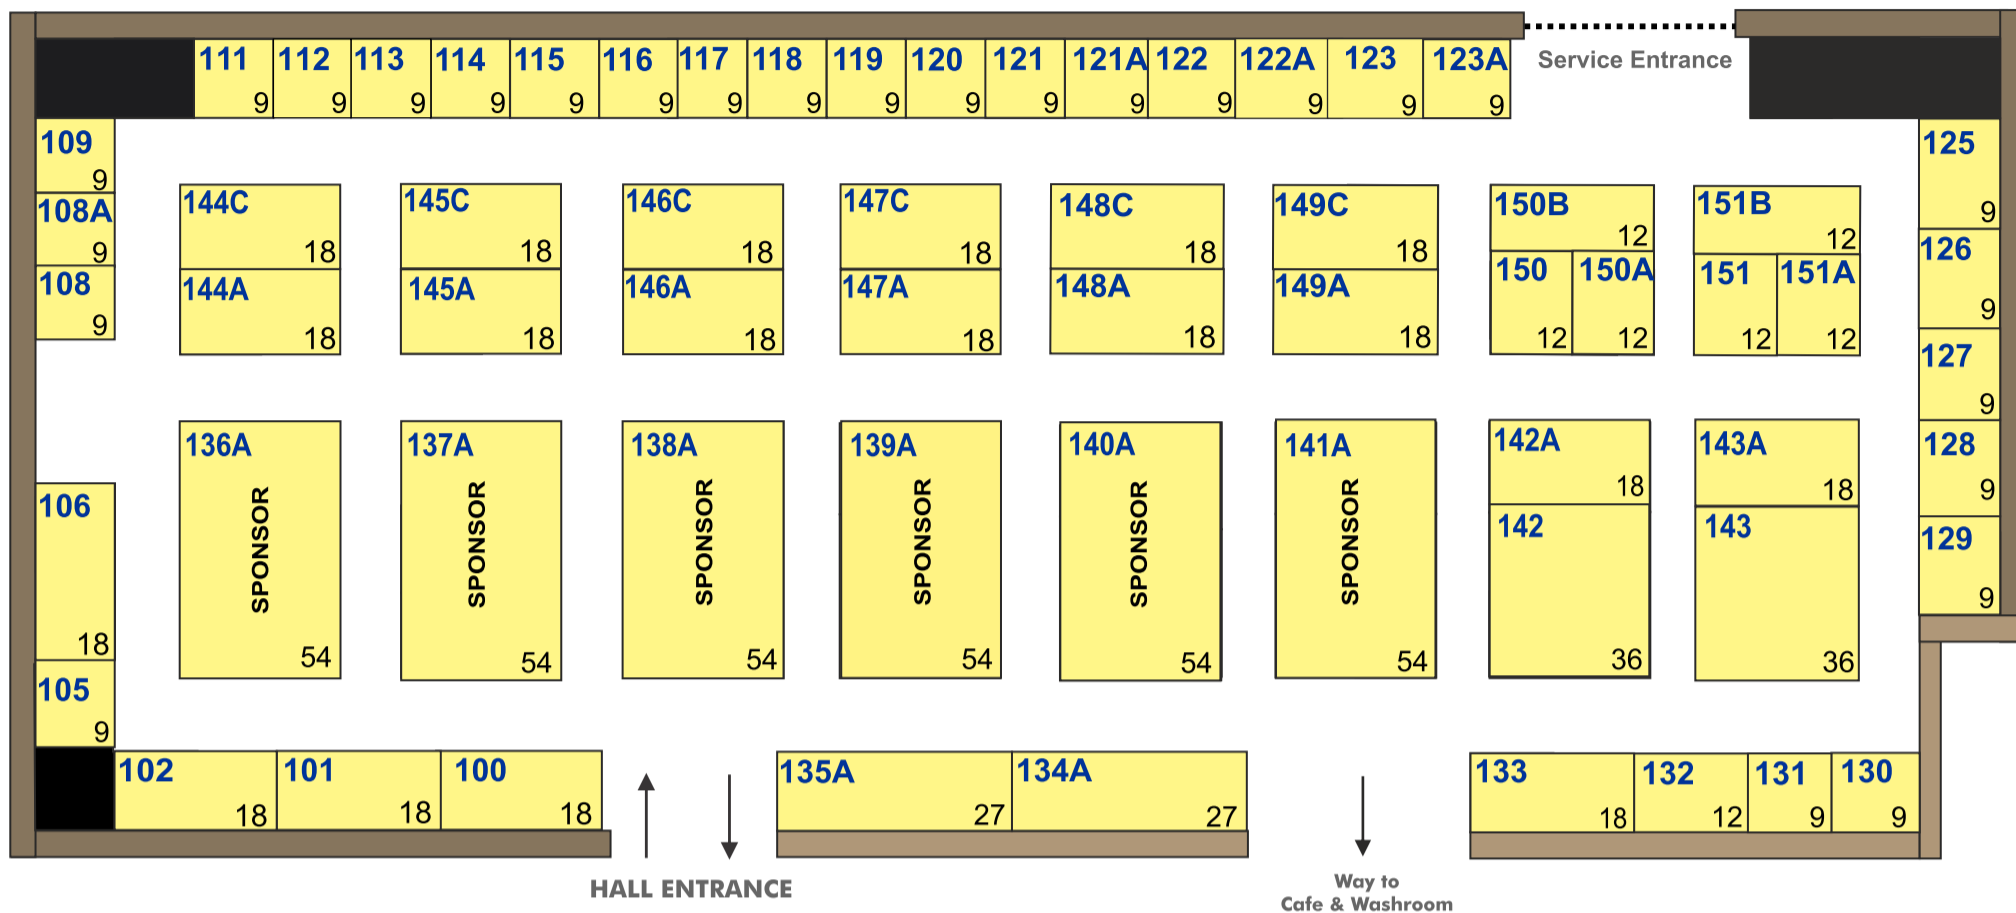 111 112 113 114 115 116 117 118 119 120 121 121A 122 122A 123 123A
Service Entrance
9 9 9 9 9 9 9 9 9 9 9 9 9 9 9 9
109
9
108A
9
108
9
125
9
126
9
127
9
128
9
129
9
144C 145C 146C 147C 148C 149C 150B 151B
18 18 18 18 18 18 12 12
144A 145A 146A 147A 148A 149A 150 150A 151 151A
18 18 18 18 18 18 12 12 12 12
136A 137A 138A 139A 140A 141A 142A 143A
18 18
SPONSOR SPONSOR SPONSOR SPONSOR SPONSOR SPONSOR
142 143
54 54 54 54 54 54 36 36
106
18
105
9
102 101 100 135A 134A 133 132 131 130
18 18 18 27 27 18 12 9 9
HALL ENTRANCE
Way to
Cafe & Washroom